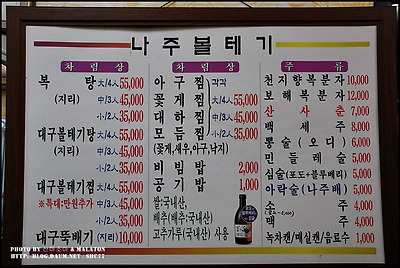 나주볼테기
차림상
복 탕 大/4人 55,000
(지리) 中/3人 45,000
小/2人 35,000
대구볼테기탕 大/4人 55,000
(지리) 中/3人 45,000
小/2人 35,000
대구볼테기찜 大/4人 55,000
※특대:만원추가 中/3人 45,000
小/2人 35,000
대구뚝배기 (지리) 10,000
차림상
아구찜 각각
꽃게찜 大/4人 55,000
대하찜 中/3人 45,000
모듬찜 小/2人 35,000
(꽃게,새우,아구,낙지)
비빔밥 2,000
공기밥 1,000
쌀:국내산,
배추(배추:국내산)
고추가루(국내산) 사용
주류
천지향복분자 10,000
보해복분자 12,000
산사춘 7,000
백세주 8,000
뽕술(오디) 6,000
민들레술 5,000
심술(포도+블루베리) 5,000
아락술(나주배) 5,000
소주 4,000
맥주 4,000
녹차캔/매실캔/음료수 1,000
PHOTO BY & MALATON
HTTP: BLOG.DAUM.NET/SHC77